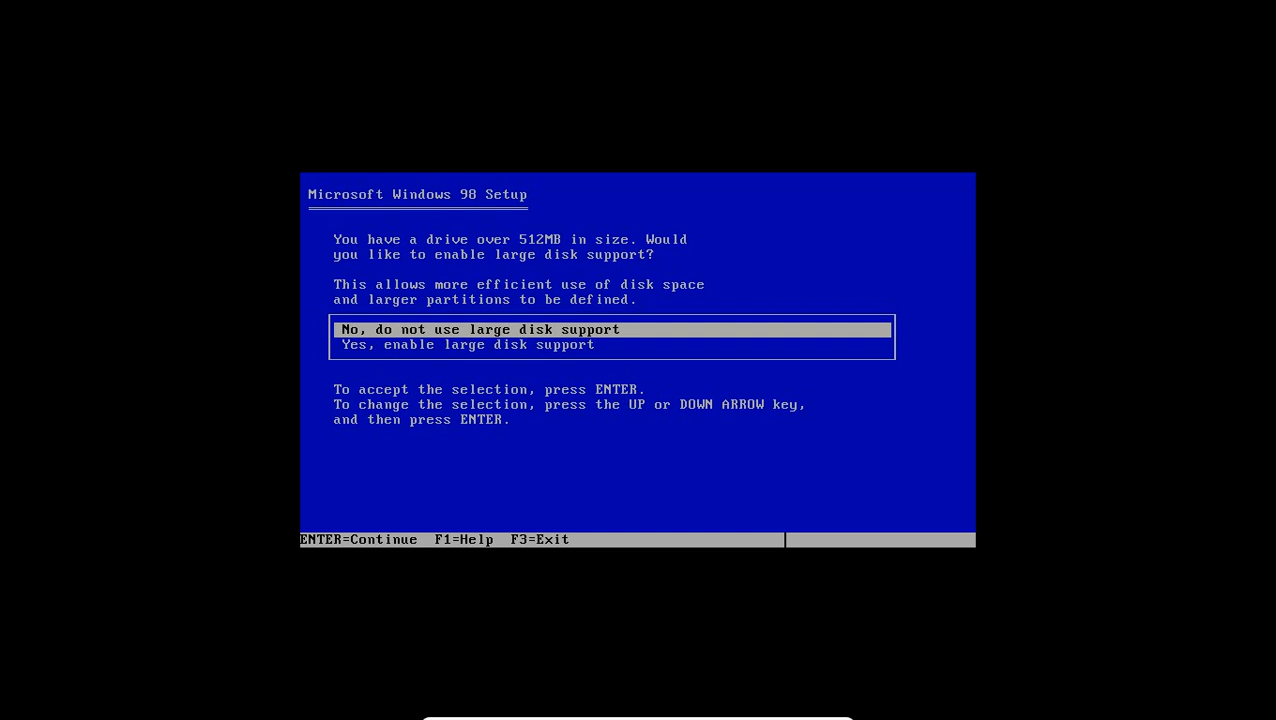 Microsoft Windows 98 Setup
You have a drive over 512MB in size. Would
you like to enable large disk support?
This allows more efficient use of disk space
and larger partitions to be defined.
No, do not use large disk support
Yes, enable large disk support
To accept the selection, press ENTER.
To change the selection, press the UP or DOWN ARROW key,
and then press ENTER.
ENTER=Continue F1=Help F3=Exit